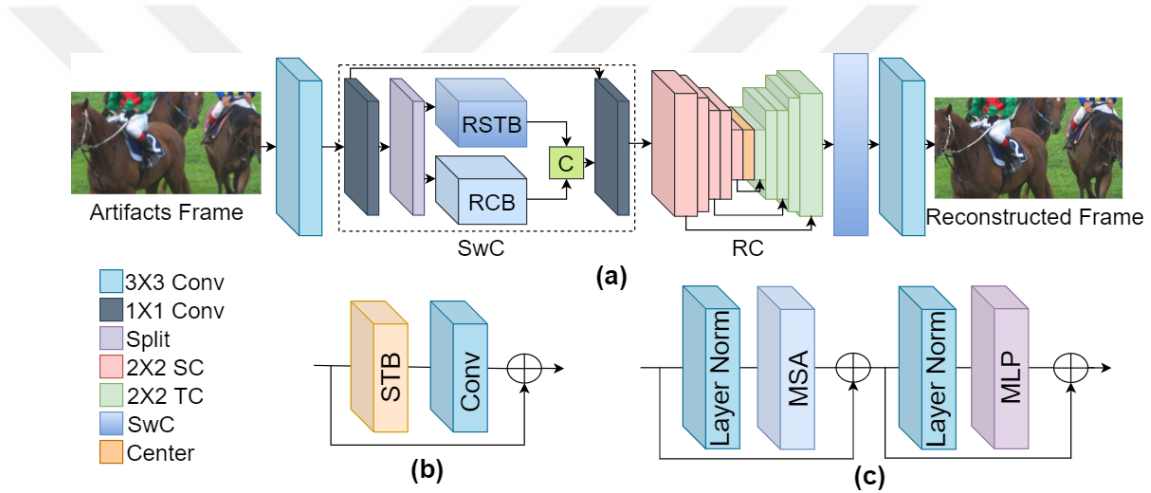 RSTB
C
RCB
Artifacts Frame
Reconstructed Frame
SwC
RC
(a)
3X3 Conv
1X1 Conv
Split
2X2 SC
2X2 TC
SwC
Center
STB
Conv
(b)
Layer Norm
MSA
Layer Norm
MLP
(c)
2